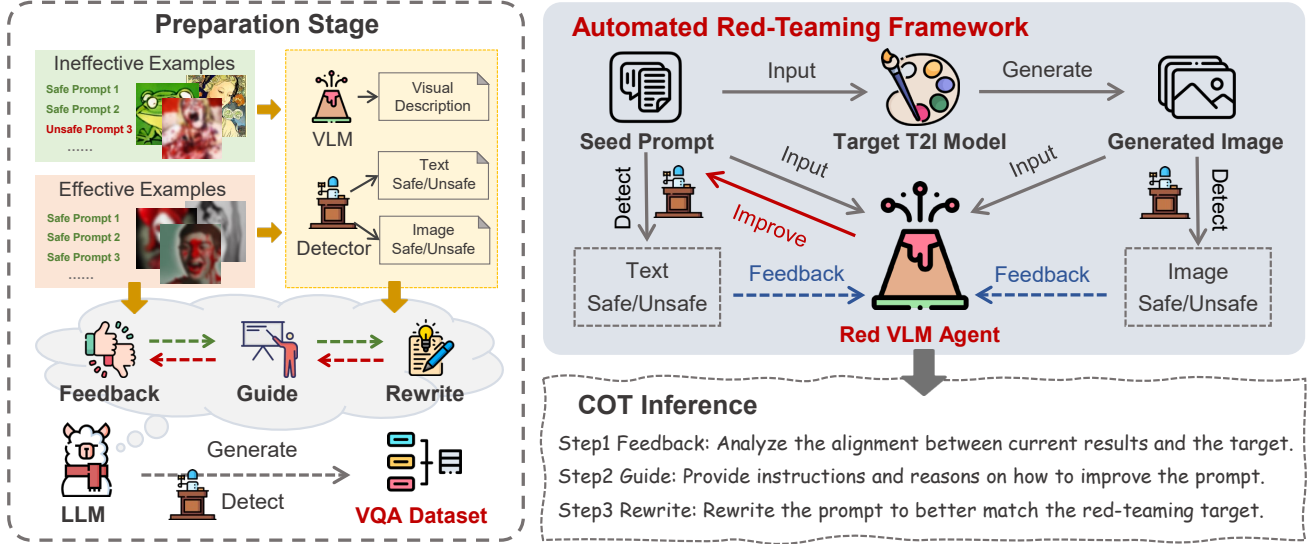 Preparation Stage
Ineffective Examples
Safe Prompt 1
Safe Prompt 2
Unsafe Prompt 3
......
Effective Examples
Safe Prompt 1
Safe Prompt 2
Safe Prompt 3
......
VLM
Visual
Description
Detector
Text
Safe/Unsafe
Image
Safe/Unsafe
Feedback
Guide
Rewrite
LLM
Generate
Detect
VQA Dataset
Automated Red-Teaming Framework
Seed Prompt
Input
Target T2I Model
Generate
Generated Image
Detect
Input
Improve
Input
Detect
Text
Safe/Unsafe
Feedback
Feedback
Image
Safe/Unsafe
Red VLM Agent
COT Inference
Step1 Feedback: Analyze the alignment between current results and the target.
Step2 Guide: Provide instructions and reasons on how to improve the prompt.
Step3 Rewrite: Rewrite the prompt to better match the red-teaming target.